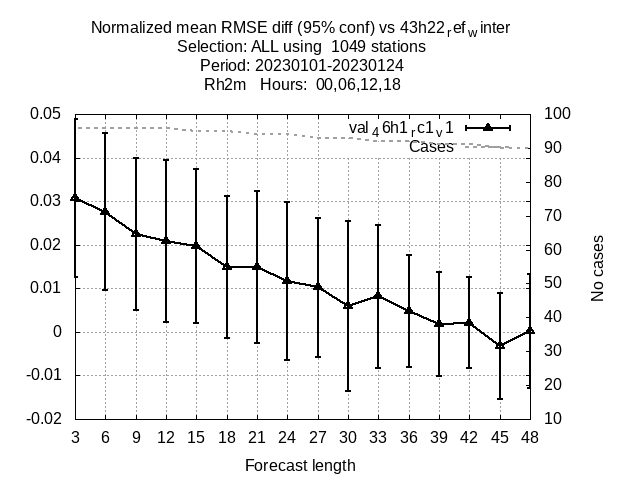 Normalized mean RMSE diff (95% conf) vs 43h22refwinter
Selection: ALL using 1049 stations
Period: 20230101-20230124
Rh2m Hours: 00,06,12,18
val46h1rc1v1
Cases
0.05
0.04
0.03
0.02
0.01
0
-0.01
-0.02
100
90
80
70
60
50
40
30
20
10
No cases
3 6 9 12 15 18 21 24 27 30 33 36 39 42 45 48
Forecast length